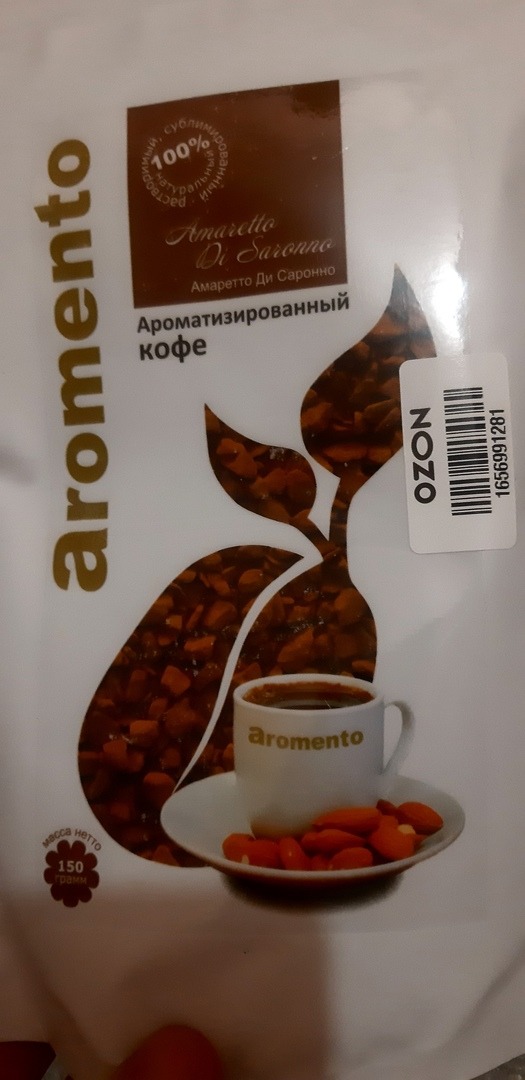 aromento
растворимый, сублимированный
натуральный
100%
Amaretto
Di Saronno
Амаретто Ди Саронно
Ароматизированный
кофе
OZON
1656991281
aromento
масса нетто
150
грамм